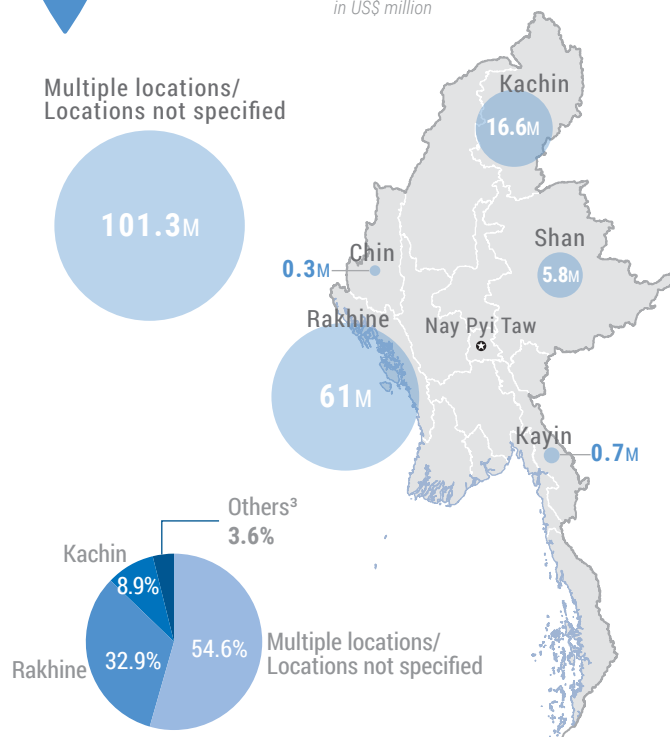 in US$ million
Multiple locations/
Locations not specified
101.3M
Kachin
16.6M
Shan
5.8M
Chin
0.3M
Rakhine
61M
Nay Pyi Taw
Kayin
0.7M
Others³
3.6%
Kachin
8.9%
Rakhine
32.9%
54.6%
Multiple locations/
Locations not specified